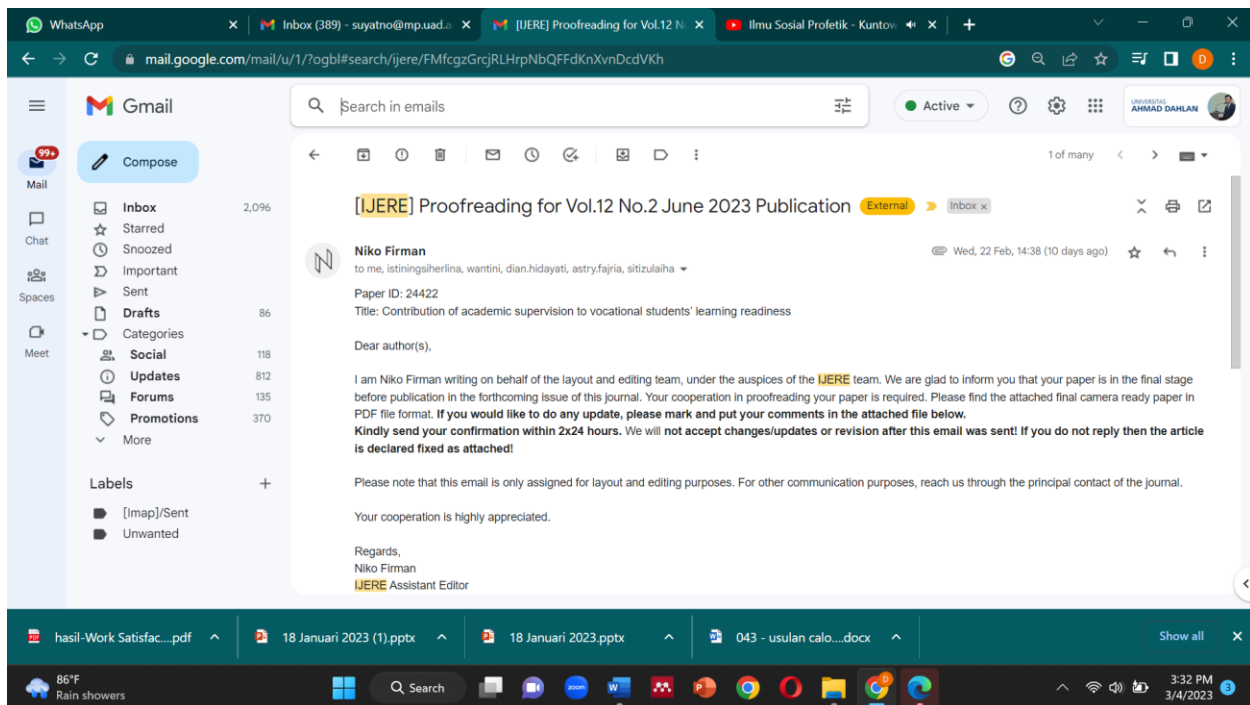 WhatsApp
Inbox (389) - suyatno@mp.uad.a
[IJERE] Proofreading for Vol.12 N
Ilmu Sosial Profetik - Kuntow
mail.google.com/mail/u/1/?ogbl#search/ijere/FMfcgzGrcjRLHrpNbQFFdKnXvnDcdVKh
D
Gmail
Search in emails
Active
UNIVERSITAS
AHMAD DAHLAN
99+
Mail
Chat
Spaces
Meet
Compose
1 of many
Inbox 2,096
Starred
Snoozed
Important
Sent
Drafts 86
Categories
Social 118
Updates 812
Forums 135
Promotions 370
More
Labels
[Imap]/Sent
Unwanted
[IJERE] Proofreading for Vol.12 No.2 June 2023 Publication External Inbox x
Niko Firman
Wed, 22 Feb, 14:38 (10 days ago)
to me, istiningsiherlina, wantini, dian.hidayati, astry.fajria, sitizulaiha
Paper ID: 24422
Title: Contribution of academic supervision to vocational students' learning readiness
Dear author(s),
I am Niko Firman writing on behalf of the layout and editing team, under the auspices of the IJERE team. We are glad to inform you that your paper is in the final stage
before publication in the forthcoming issue of this journal. Your cooperation in proofreading your paper is required. Please find the attached final camera ready paper in
PDF file format. If you would like to do any update, please mark and put your comments in the attached file below.
Kindly send your confirmation within 2x24 hours. We will not accept changes/updates or revision after this email was sent! If you do not reply then the article
is declared fixed as attached!
Please note that this email is only assigned for layout and editing purposes. For other communication purposes, reach us through the principal contact of the journal.
Your cooperation is highly appreciated.
Regards,
Niko Firman
IJERE Assistant Editor
hasil-Work Satisfac....pdf
18 Januari 2023 (1).pptx
18 Januari 2023.pptx
043 - usulan calo....docx
Show all
86°F
Rain showers
Search
zoom
3:32 PM
3/4/2023
3